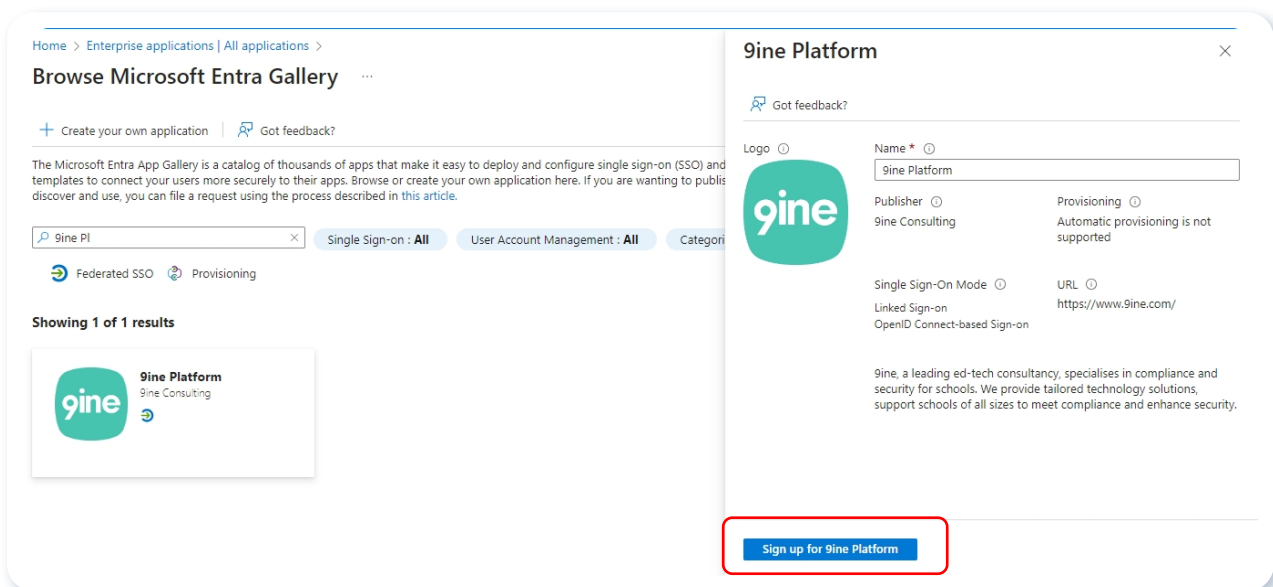 Home > Enterprise applications | All applications >
Browse Microsoft Entra Gallery ...
+ Create your own application | Got feedback?
The Microsoft Entra App Gallery is a catalog of thousands of apps that make it easy to deploy and configure single sign-on (SSO) and
templates to connect your users more securely to their apps. Browse or create your own application here. If you are wanting to publis
discover and use, you can file a request using the process described in this article.
9ine Pl
Single Sign-on : All
User Account Management : All
Categori
Federated SSO
Provisioning
Showing 1 of 1 results
9ine
9ine Platform
9ine Consulting
9ine Platform
Got feedback?
Logo
9ine
Name *
9ine Platform
Publisher
9ine Consulting
Provisioning
Automatic provisioning is not
supported
Single Sign-On Mode
Linked Sign-on
OpenID Connect-based Sign-on
URL
https://www.9ine.com/
9ine, a leading ed-tech consultancy, specialises in compliance and
security for schools. We provide tailored technology solutions,
support schools of all sizes to meet compliance and enhance security.
Sign up for 9ine Platform